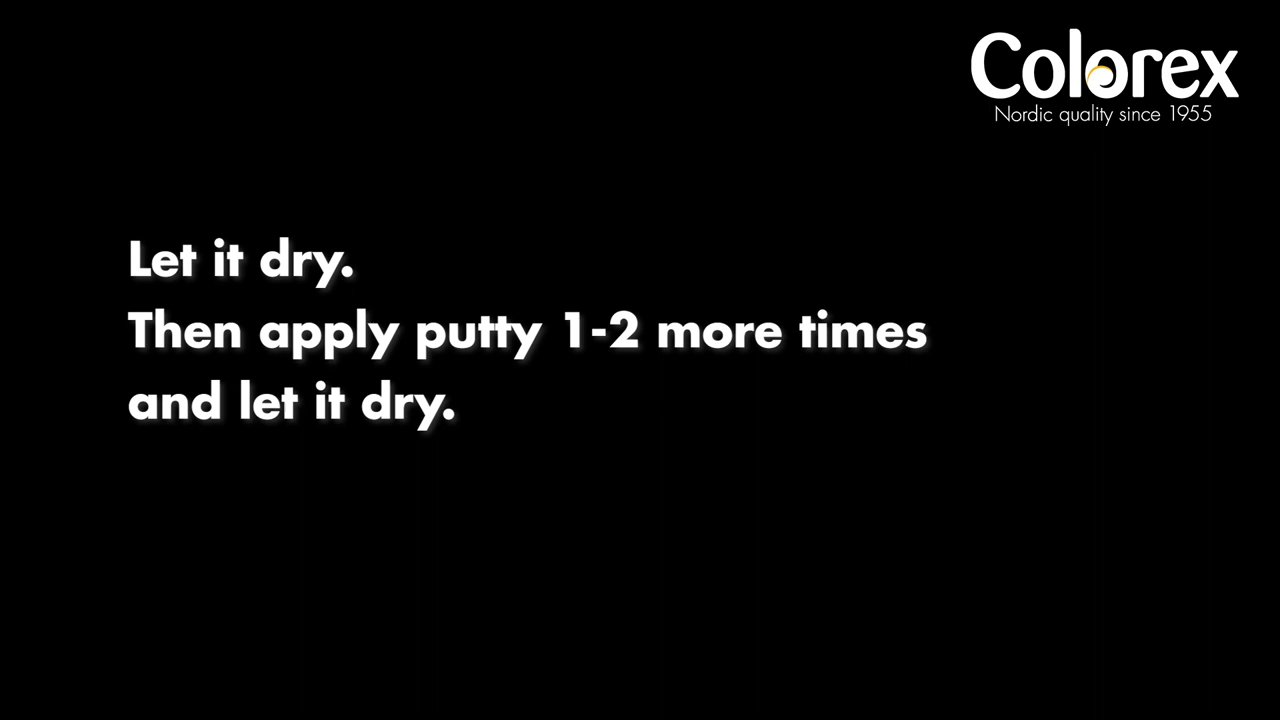 Colorex
Nordic quality since 1955
Let it dry.
Then apply putty 1-2 more times
and let it dry.